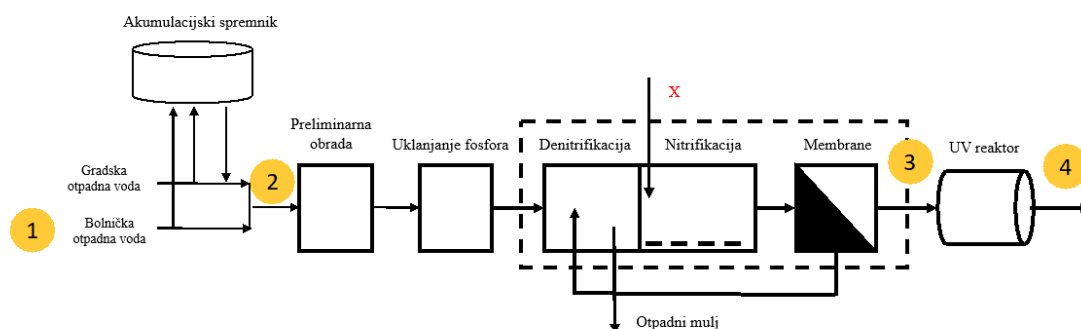 Akumulacijski spremnik
Preliminarna
obrada
Uklanjanje fosfora
Denitrifikacija
Nitrifikacija
Membrane
UV reaktor
X
Gradska
otpadna voda
Bolnička
otpadna voda
1
2
3
4
Otpadni mulj